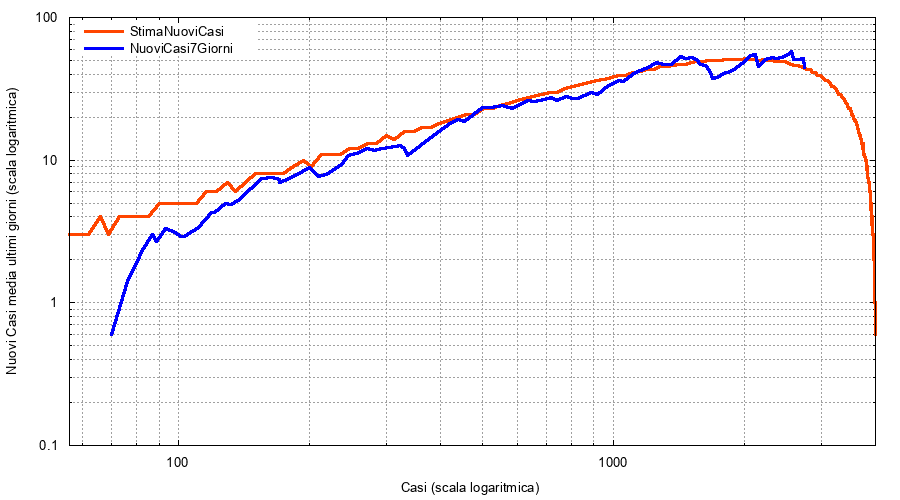 100
StimaNuoviCasi
NuoviCasi7Giorni
10
1
0.1
Nuovi Casi media ultimi giorni (scala logaritmica)
100
1000
Casi (scala logaritmica)